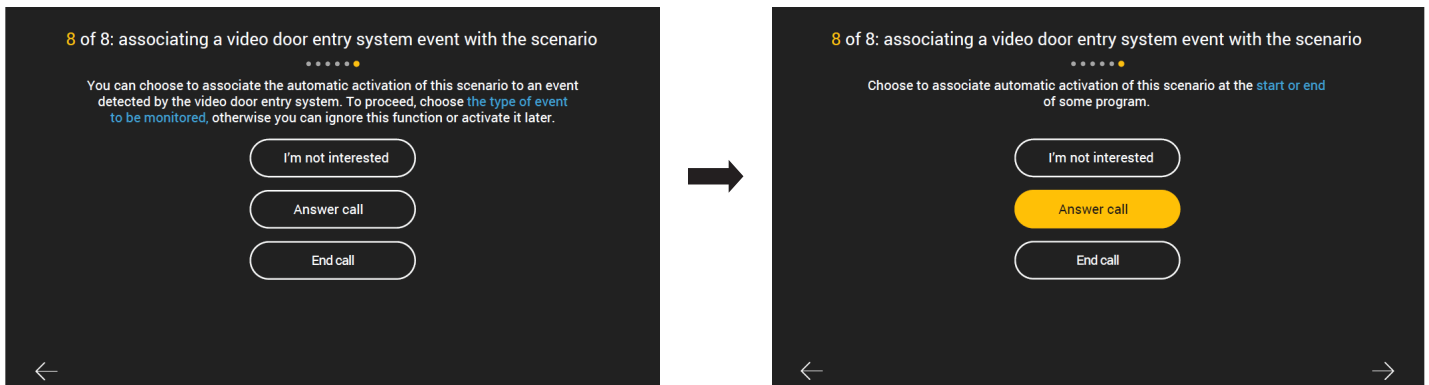 8 of 8: associating a video door entry system event with the scenario
You can choose to associate the automatic activation of this scenario to an event
detected by the video door entry system. To proceed, choose the type of event
to be monitored, otherwise you can ignore this function or activate it later.
I'm not interested
Answer call
End call
8 of 8: associating a video door entry system event with the scenario
Choose to associate automatic activation of this scenario at the start or end
of some program.
I'm not interested
Answer call
End call